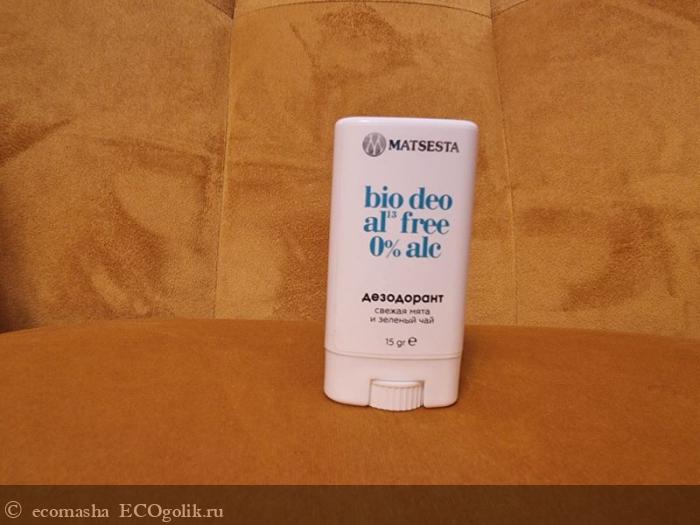 MATSESTA
bio deo
al¹³ free
0% alc
дезодорант
свежая мята
и зеленый чай
15 gr ℮
© ecomasha ECOgolik.ru